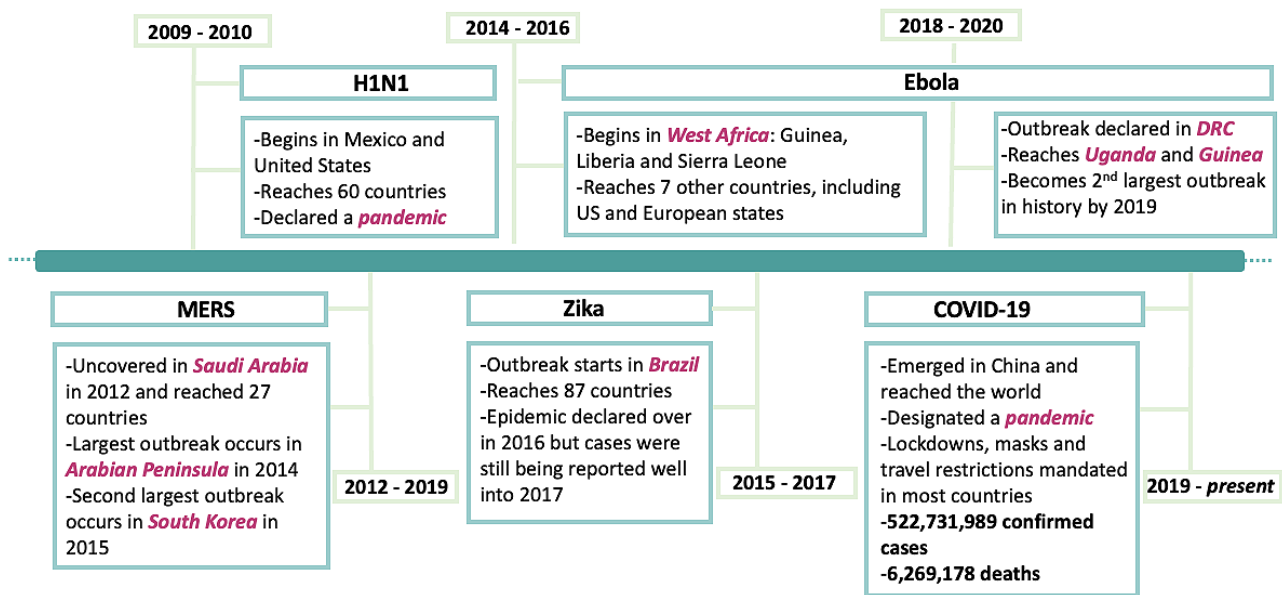 2009 - 2010
H1N1
-Begins in Mexico and
United States
-Reaches 60 countries
-Declared a pandemic
2014 - 2016
2018 - 2020
Ebola
-Begins in West Africa: Guinea,
Liberia and Sierra Leone
-Reaches 7 other countries, including
US and European states
-Outbreak declared in DRC
-Reaches Uganda and Guinea
-Becomes 2nd largest outbreak
in history by 2019
MERS
-Uncovered in Saudi Arabia
in 2012 and reached 27
countries
-Largest outbreak occurs in
Arabian Peninsula in 2014
-Second largest outbreak
occurs in South Korea in
2015
2012 - 2019
Zika
-Outbreak starts in Brazil
-Reaches 87 countries
-Epidemic declared over
in 2016 but cases were
still being reported well
into 2017
2015 - 2017
COVID-19
-Emerged in China and
reached the world
-Designated a pandemic
-Lockdowns, masks and
travel restrictions mandated
in most countries
-522,731,989 confirmed
cases
-6,269,178 deaths
2019 - present